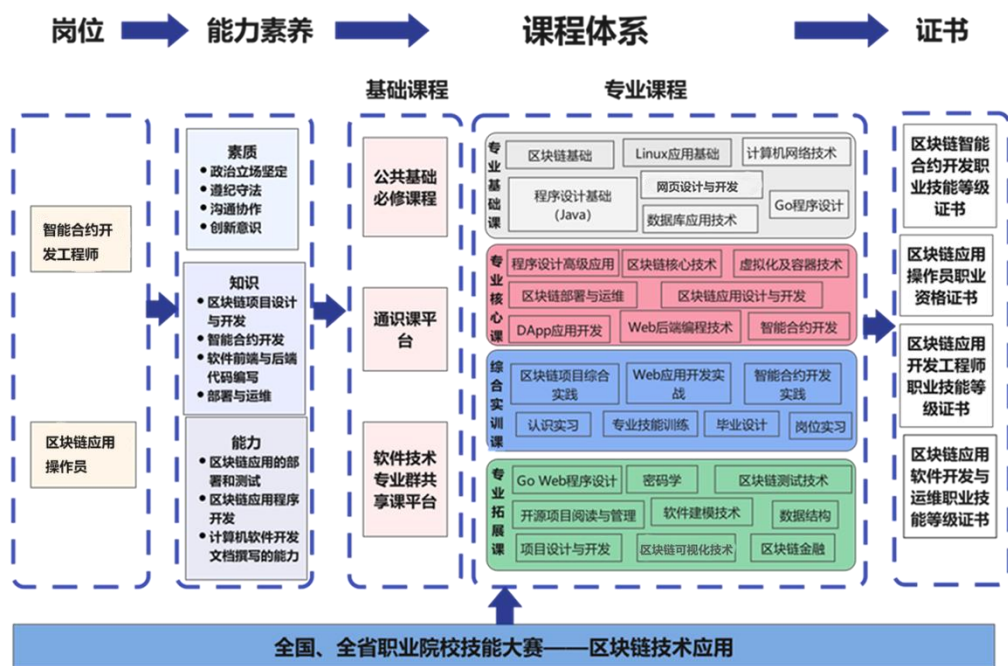 岗位
能力素养
课程体系
证书
基础课程
专业课程
智能合约开
发工程师
区块链应用
操作员
素质
• 政治立场坚定
• 遵纪守法
• 沟通协作
• 创新意识
知识
• 区块链项目设计
与开发
• 智能合约开发
• 软件前端与后端
代码编写
• 部署与运维
能力
• 区块链应用的部
署和测试
• 区块链应用程序
开发
• 计算机软件开发
文档撰写的能力
公共基础
必修课程
通识课平
台
软件技术
专业群共
享课平台
专业基础课
区块链基础
Linux应用基础
计算机网络技术
程序设计基础
（Java）
网页设计与开发
数据库应用技术
Go程序设计
专业核心课
程序设计高级应用
区块链核心技术
虚拟化及容器技术
区块链部署与运维
区块链应用设计与开发
DApp应用开发
Web后端编程技术
智能合约开发
综合实训课
区块链项目综合
实践
Web应用开发实
战
智能合约开发
实践
认识实习
专业技能训练
毕业设计
岗位实习
专业拓展课
Go Web程序设计
密码学
区块链测试技术
开源项目阅读与管理
软件建模技术
数据结构
项目设计与开发
区块链可视化技术
区块链金融
区块链智能
合约开发职
业技能等级
证书
区块链应用
操作员职业
资格证书
区块链应用
开发工程师
职业技能等
级证书
区块链应用
软件开发与
运维职业技
能等级证书
全国、全省职业院校技能大赛——区块链技术应用